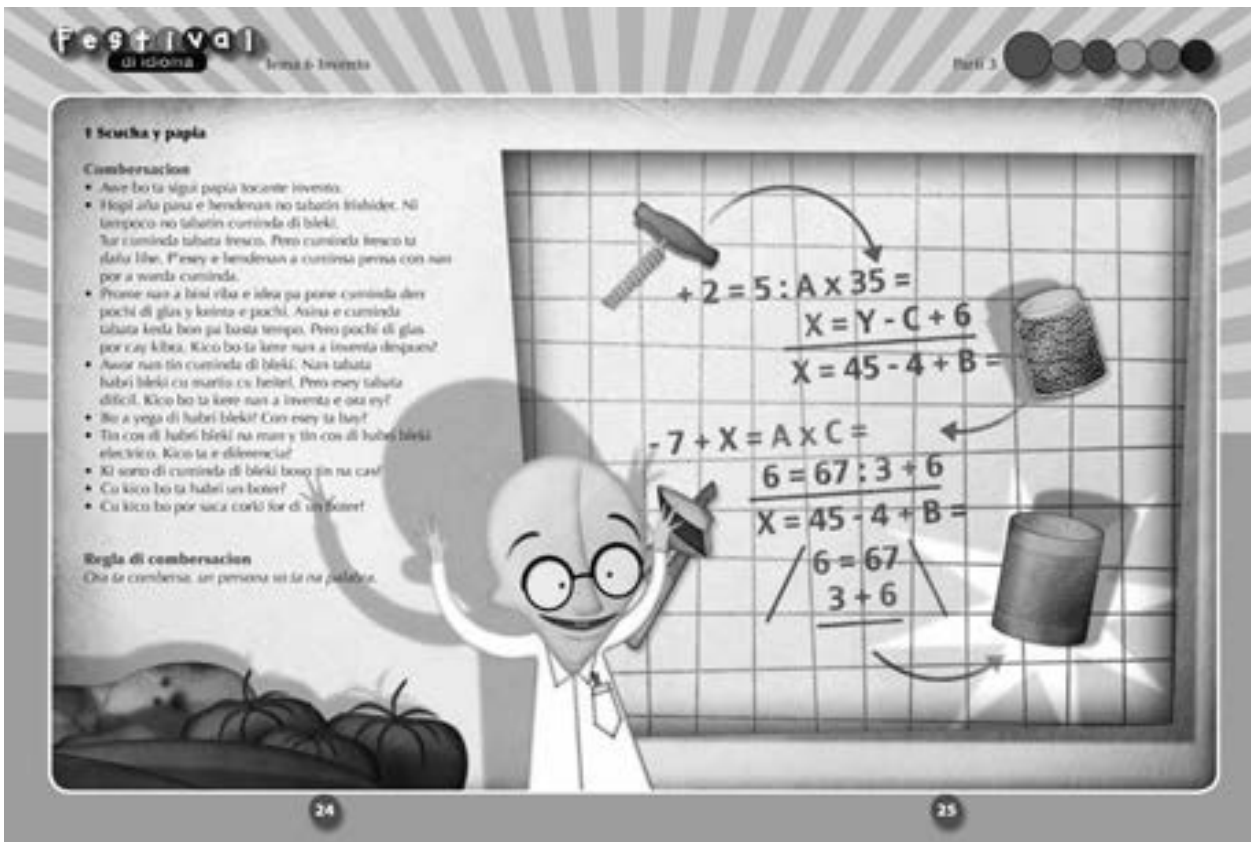 Festival
di idioma
Tema 6 Invento
Parti 3
1 Scucha y papia
Combersacion
• Awe bo ta sigui papia tocante invento.
• Hopi aña pasa e hendenan no tabatin frishider. Ni
tampoco no tabatin cuminda di bleki.
Tur cuminda tabata fresco. Pero cuminda fresco ta
daña lihe. P'esey e hendenan a cuminsa pensa con nan
por a warda cuminda.
• Prome nan a bini riba e idea pa pone cuminda den
pochi di glas y keinta e pochi. Asina e cuminda
tabata keda bon pa basta tempo. Pero pochi di glas
por cay kibra. Kico bo ta kere nan a inventa despues?
• Awor nan tin cuminda di bleki. Nan tabata
habri bleki cu martiu cu beitel. Pero esey tabata
dificil. Kico bo ta kere nan a inventa e ora ey?
• Bo a yega di habri bleki? Con esey ta bay?
• Tin cos di habri bleki na man y tin cos di habri bleki
electrico. Kico ta e diferencia?
• Ki sorto di cuminda di bleki boso tin na cas?
• Cu kico bo ta habri un boter?
• Cu kico bo por saca corki for di un boter?
Regla di combersacion
Ora ta combersa, un persona so ta na palabra.
+ 2 = 5 : A x 35 =
X = Y - C + 6
X = 45 - 4 + B =
- 7 + X = A x C =
6 = 67 : 3 + 6
X = 45 - 4 + B =
6 = 67
3 + 6
24
25